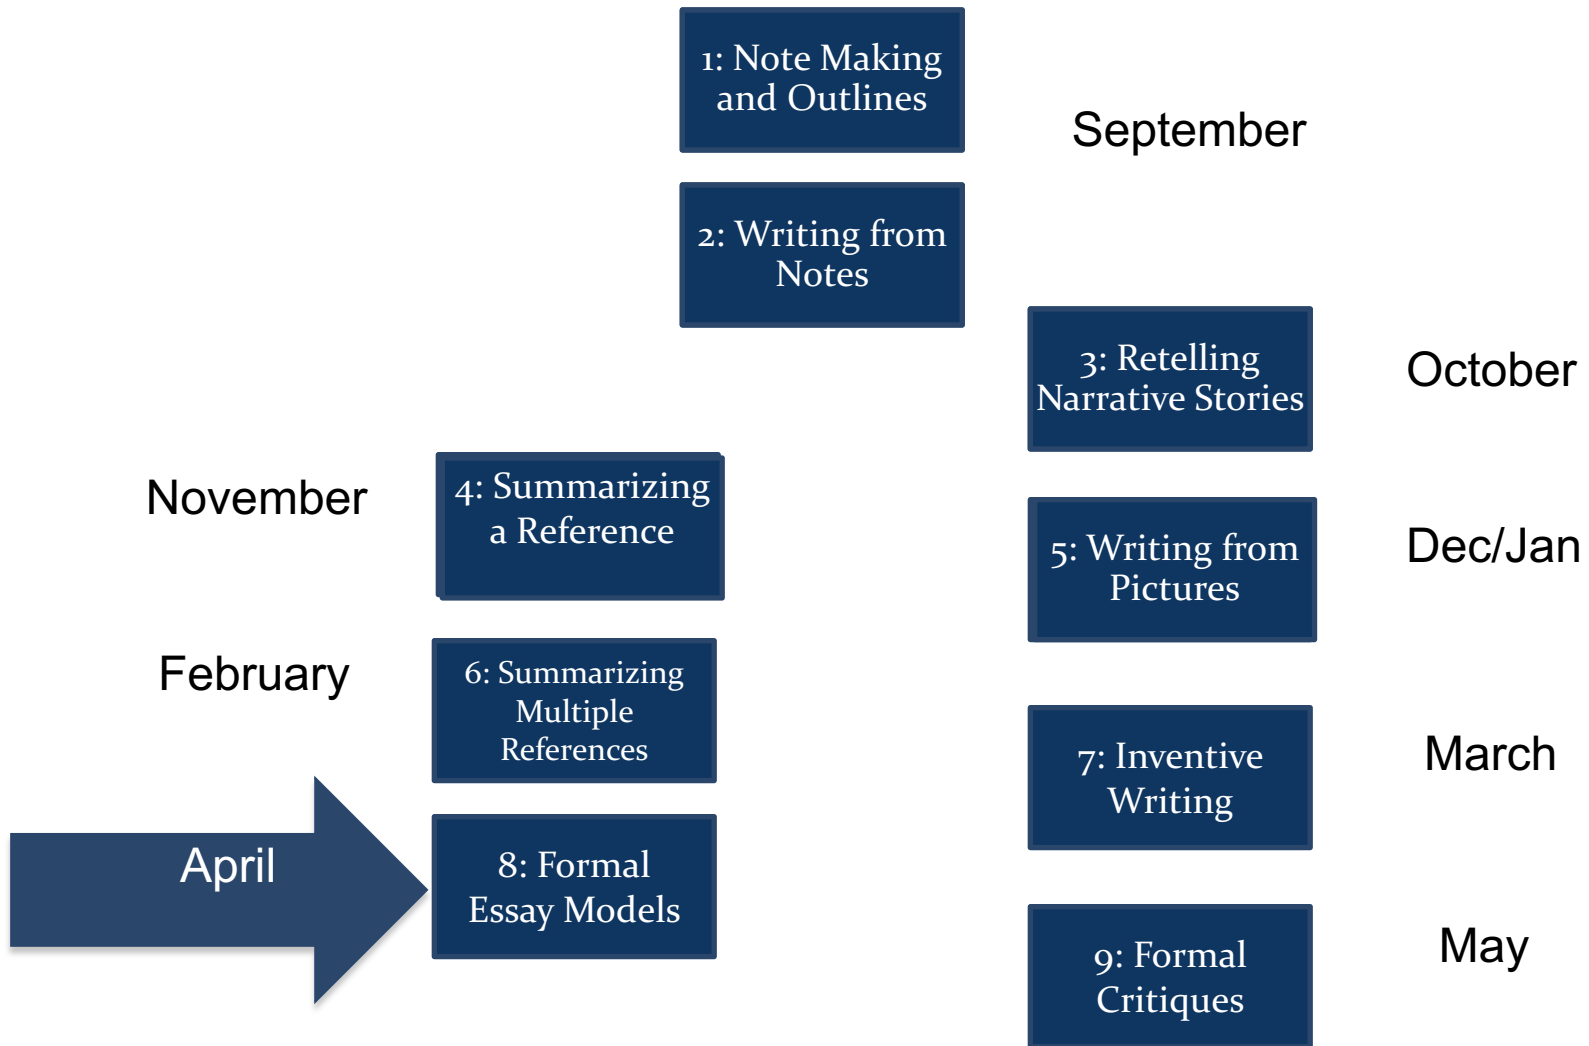 1: Note Making
and Outlines
September
2: Writing from
Notes
3: Retelling
Narrative Stories
October
November
4: Summarizing
a Reference
5: Writing from
Pictures
Dec/Jan
February
6: Summarizing
Multiple
References
7: Inventive
Writing
March
April
8: Formal
Essay Models
9: Formal
Critiques
May